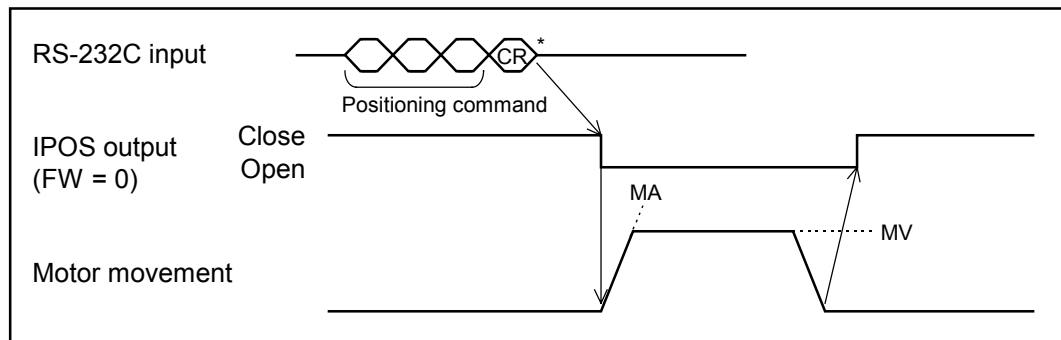 RS-232C input
CR
*
Positioning command
IPOS output
(FW = 0)
Close
Open
MA
MV
Motor movement